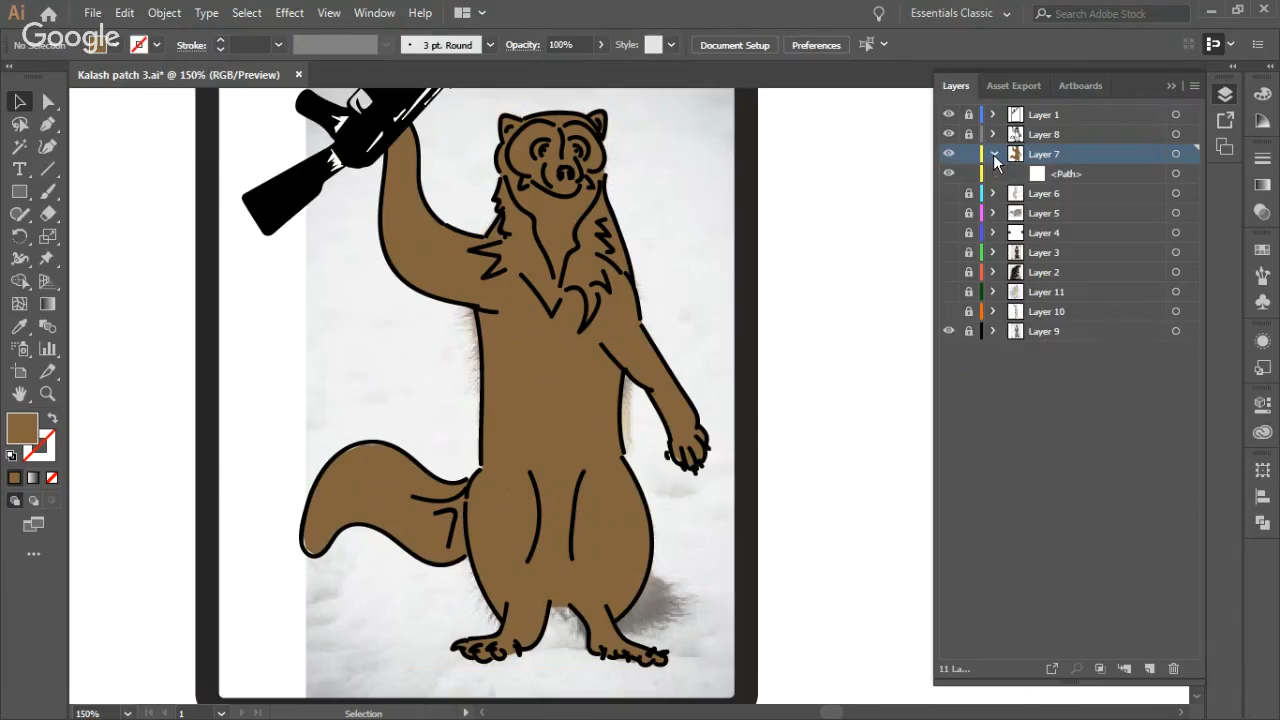 Ai File Edit Object Type Select Effect View Window Help Essentials Classic Search Adobe Stock
Google
No Selection Stroke: 3 pt. Round Opacity: 100% Style: Document Setup Preferences
Kalash patch 3.ai* @ 150% (RGB/Preview) ×
Layers Asset Export Artboards
Layer 1
Layer 8
Layer 7
<Path>
Layer 6
Layer 5
Layer 4
Layer 3
Layer 2
Layer 11
Layer 10
Layer 9
11 La...
150% 1 Selection